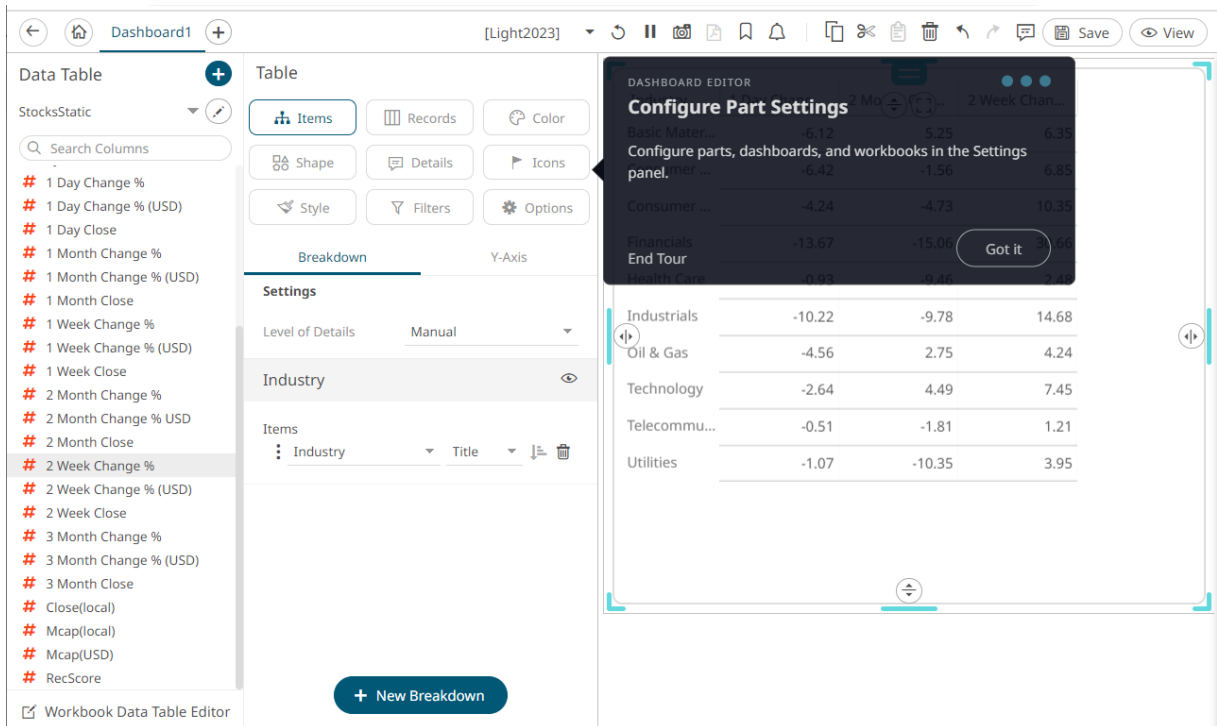 Dashboard1
[Light2023]
Save
View
Data Table
StocksStatic
Search Columns
# 1 Day Change %
# 1 Day Change % (USD)
# 1 Day Close
# 1 Month Change %
# 1 Month Change % (USD)
# 1 Month Close
# 1 Week Change %
# 1 Week Change % (USD)
# 1 Week Close
# 2 Month Change %
# 2 Month Change % USD
# 2 Month Close
# 2 Week Change %
# 2 Week Change % (USD)
# 2 Week Close
# 3 Month Change %
# 3 Month Change % (USD)
# 3 Month Close
# Close(local)
# Mcap(local)
# Mcap(USD)
# RecScore
Workbook Data Table Editor
Table
Items Records Color
Shape Details Icons
Style Filters Options
Breakdown Y-Axis
Settings
Level of Details Manual
Industry
Items
Industry Title
+ New Breakdown
DASHBOARD EDITOR
Configure Part Settings
Configure parts, dashboards, and workbooks in the Settings
panel.
End Tour
Got it
2 Week Chan...
Basic Mater... -6.12 5.25 6.35
-6.42 -1.56 6.85
Consumer ... -4.24 -4.73 10.35
Financials -13.67 -15.06
Health Care -0.93 -9.46 2.48
Industrials -10.22 -9.78 14.68
Oil & Gas -4.56 2.75 4.24
Technology -2.64 4.49 7.45
Telecommu... -0.51 -1.81 1.21
Utilities -1.07 -10.35 3.95